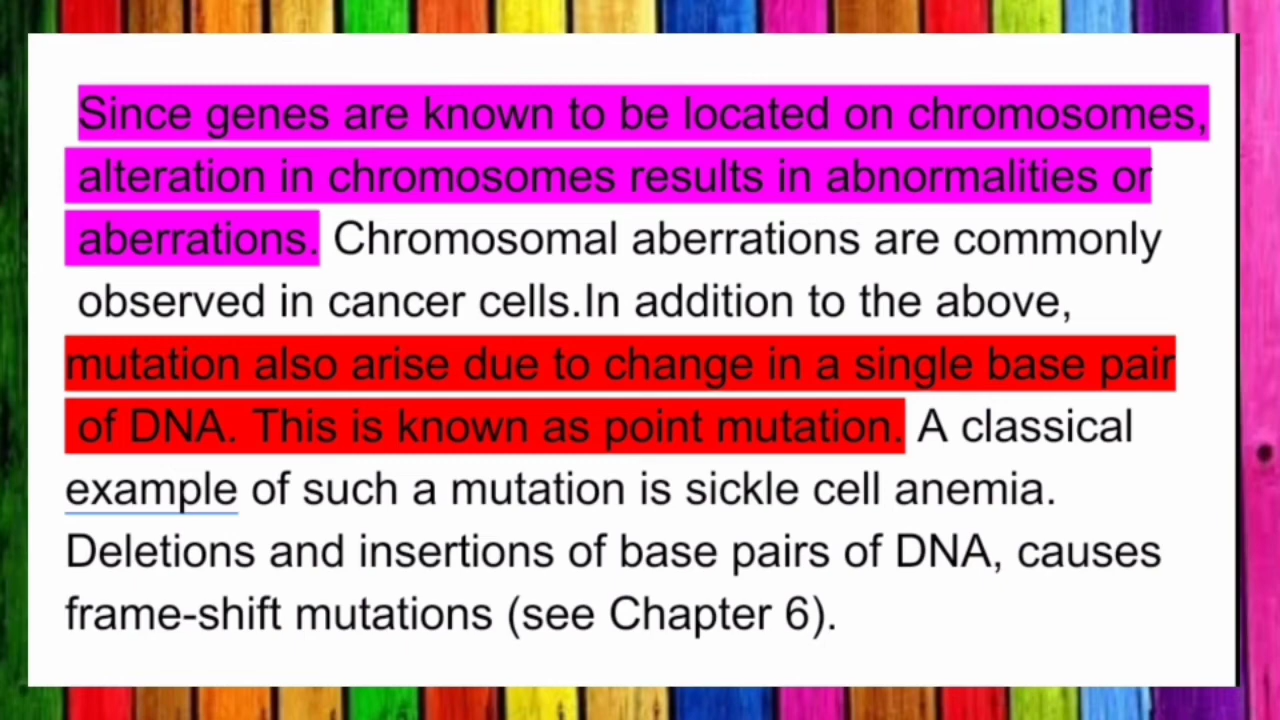 Since genes are known to be located on chromosomes,
alteration in chromosomes results in abnormalities or
aberrations. Chromosomal aberrations are commonly
observed in cancer cells.In addition to the above,
mutation also arise due to change in a single base pair
of DNA. This is known as point mutation. A classical
example of such a mutation is sickle cell anemia.
Deletions and insertions of base pairs of DNA, causes
frame-shift mutations (see Chapter 6).